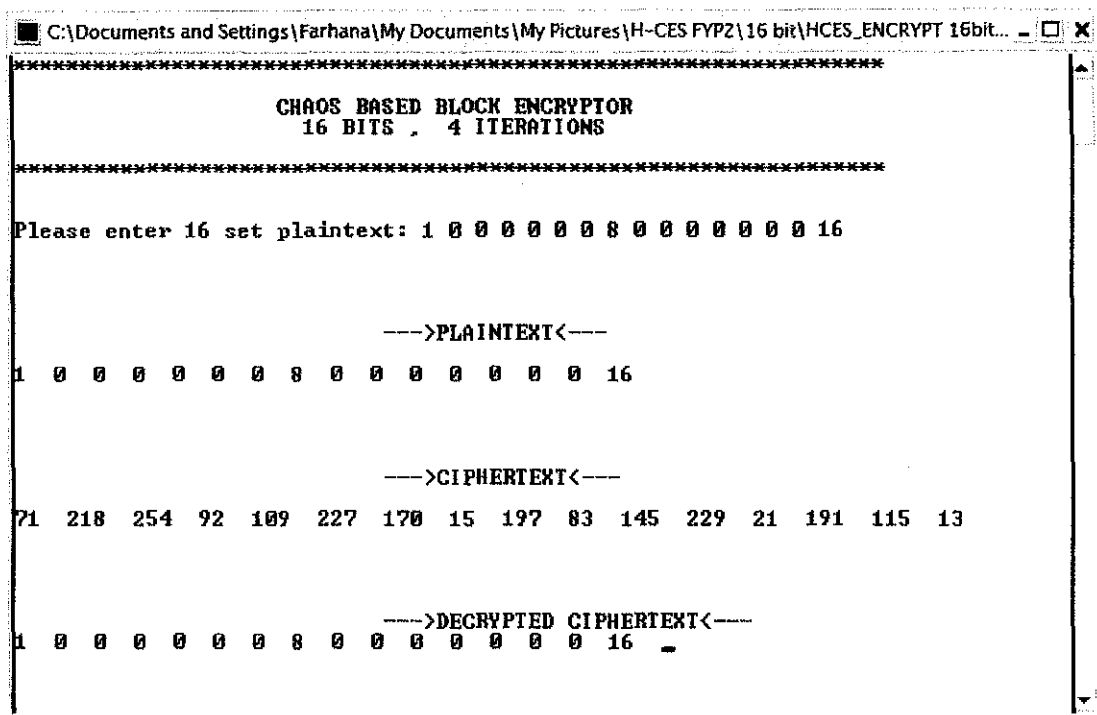 C:\Documents and Settings\Farhana\My Documents\My Pictures\H-CES FYP2\16 bit\HCES_ENCRYPT 16bit...
*******************************************************************
CHAOS BASED BLOCK ENCRYPTOR
16 BITS , 4 ITERATIONS
*******************************************************************
Please enter 16 set plaintext: 1 0 0 0 0 0 0 8 0 0 0 0 0 0 0 16
--->PLAINTEXT<---
1 0 0 0 0 0 0 8 0 0 0 0 0 0 0 16
--->CIPHERTEXT<---
71 218 254 92 109 227 170 15 197 83 145 229 21 191 115 13
--->DECRYPTED CIPHERTEXT<---
1 0 0 0 0 0 0 8 0 0 0 0 0 0 0 16 _